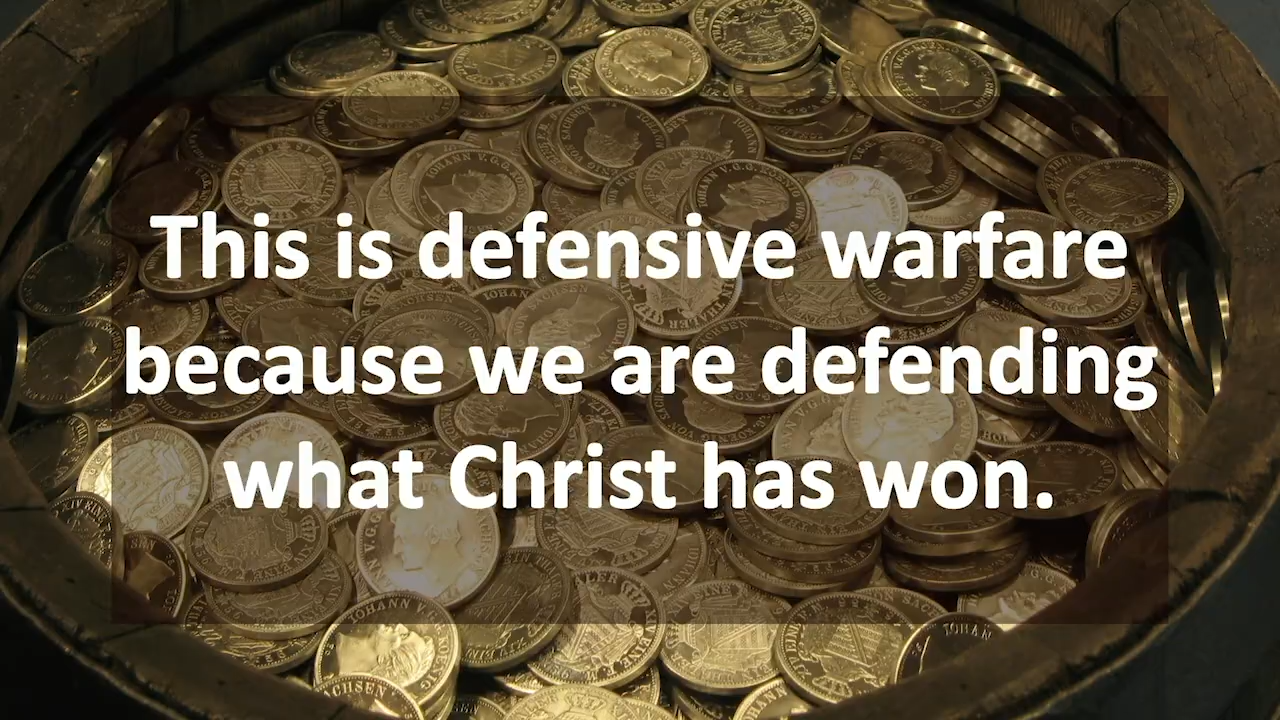 This is defensive warfare
because we are defending
what Christ has won.